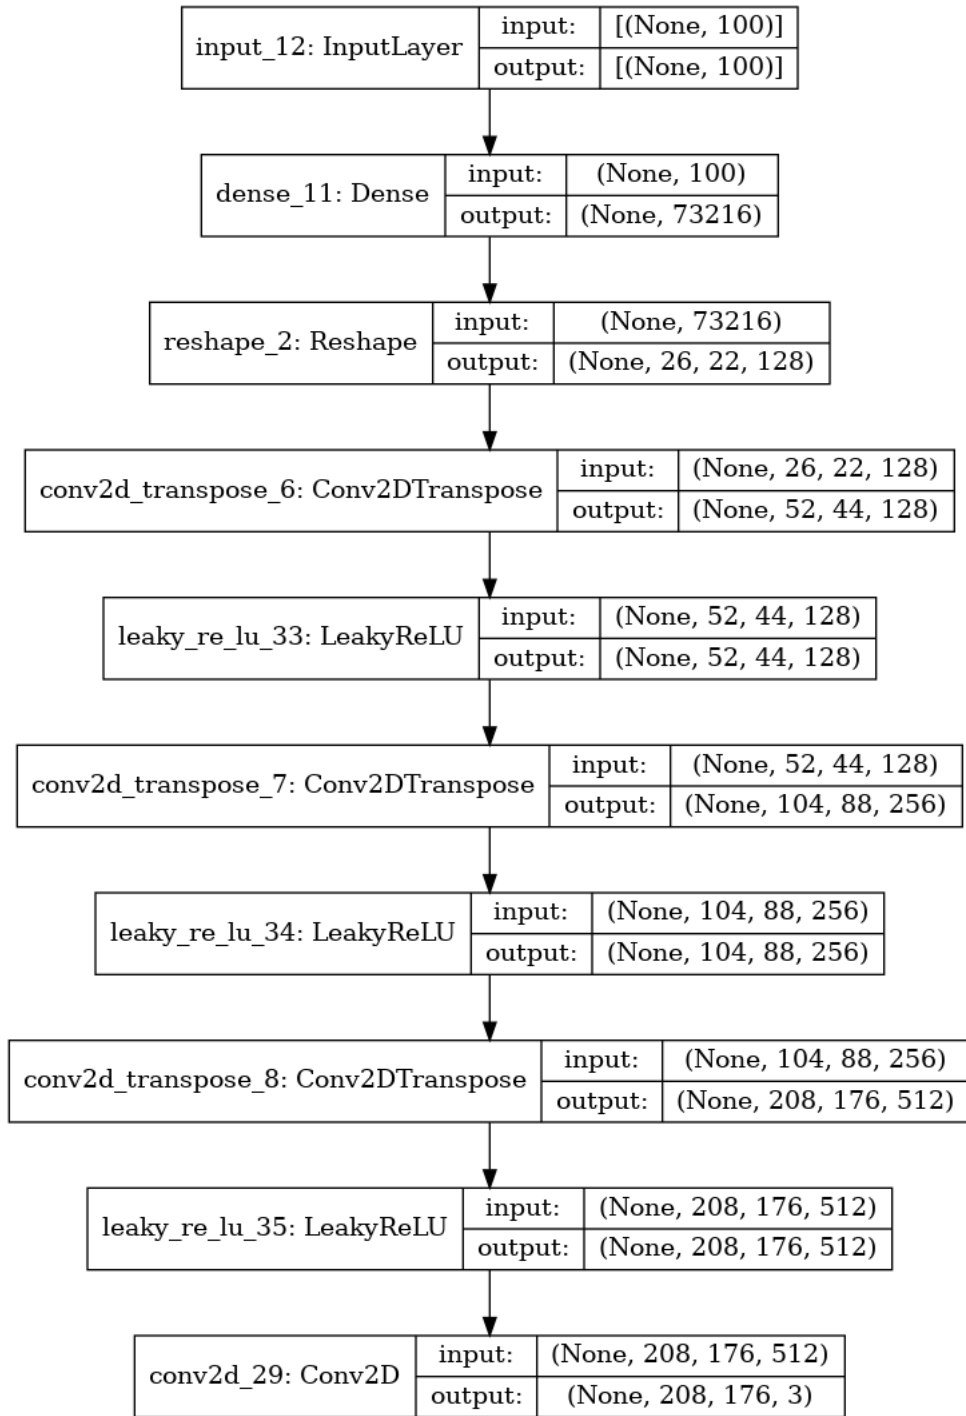 input_12: InputLayer
input: [(None, 100)]
output: [(None, 100)]
dense_11: Dense
input: (None, 100)
output: (None, 73216)
reshape_2: Reshape
input: (None, 73216)
output: (None, 26, 22, 128)
conv2d_transpose_6: Conv2DTranspose
input: (None, 26, 22, 128)
output: (None, 52, 44, 128)
leaky_re_lu_33: LeakyReLU
input: (None, 52, 44, 128)
output: (None, 52, 44, 128)
conv2d_transpose_7: Conv2DTranspose
input: (None, 52, 44, 128)
output: (None, 104, 88, 256)
leaky_re_lu_34: LeakyReLU
input: (None, 104, 88, 256)
output: (None, 104, 88, 256)
conv2d_transpose_8: Conv2DTranspose
input: (None, 104, 88, 256)
output: (None, 208, 176, 512)
leaky_re_lu_35: LeakyReLU
input: (None, 208, 176, 512)
output: (None, 208, 176, 512)
conv2d_29: Conv2D
input: (None, 208, 176, 512)
output: (None, 208, 176, 3)